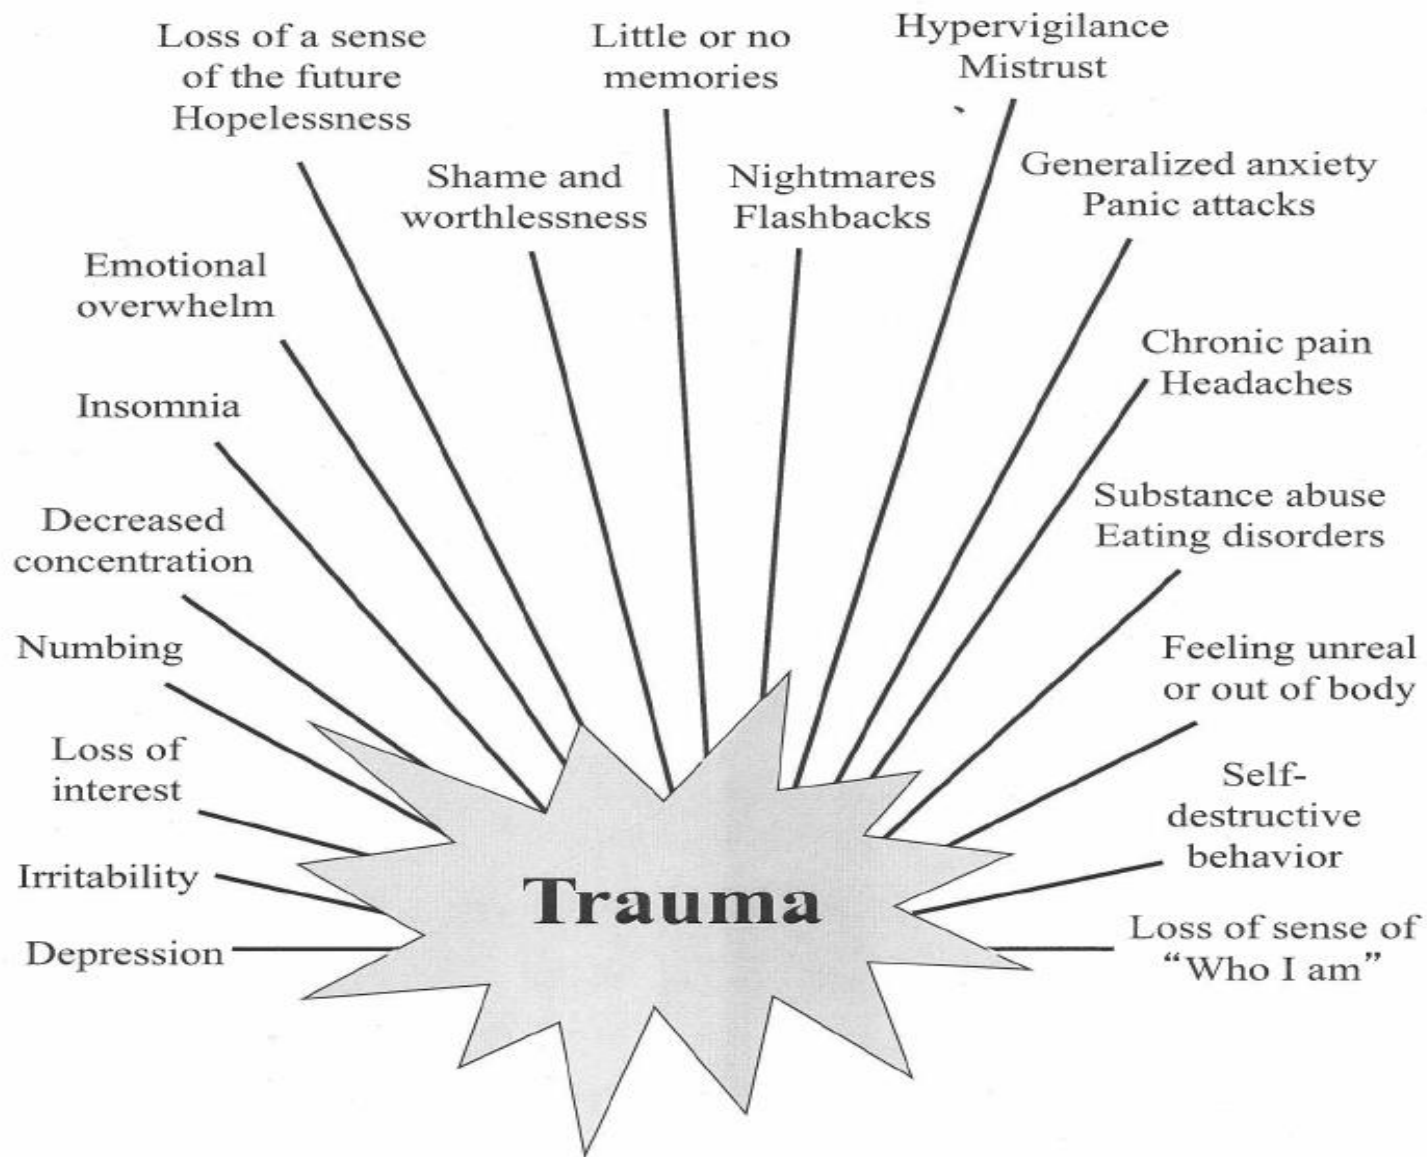 Loss of a sense
of the future
Hopelessness
Little or no
memories
Hypervigilance
Mistrust
Shame and
worthlessness
Nightmares
Flashbacks
Generalized anxiety
Panic attacks
Emotional
overwhelm
Chronic pain
Headaches
Insomnia
Substance abuse
Eating disorders
Decreased
concentration
Numbing
Feeling unreal
or out of body
Loss of
interest
Self-
destructive
behavior
Irritability
Trauma
Depression
Loss of sense of
“Who I am”